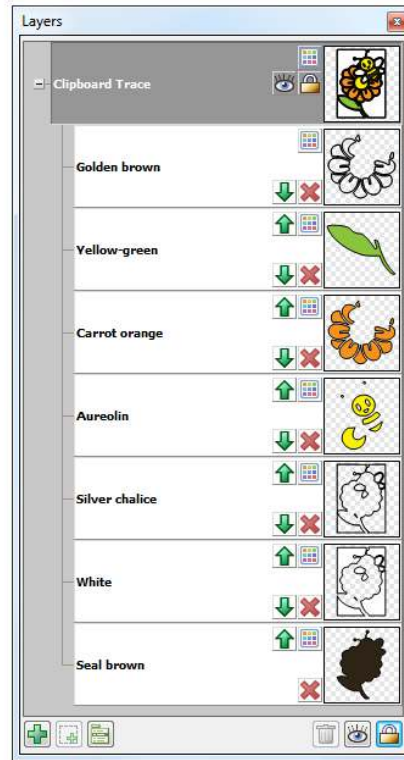 Layers
Clipboard Trace
Golden brown
Yellow-green
Carrot orange
Aureolin
Silver chalice
White
Seal brown